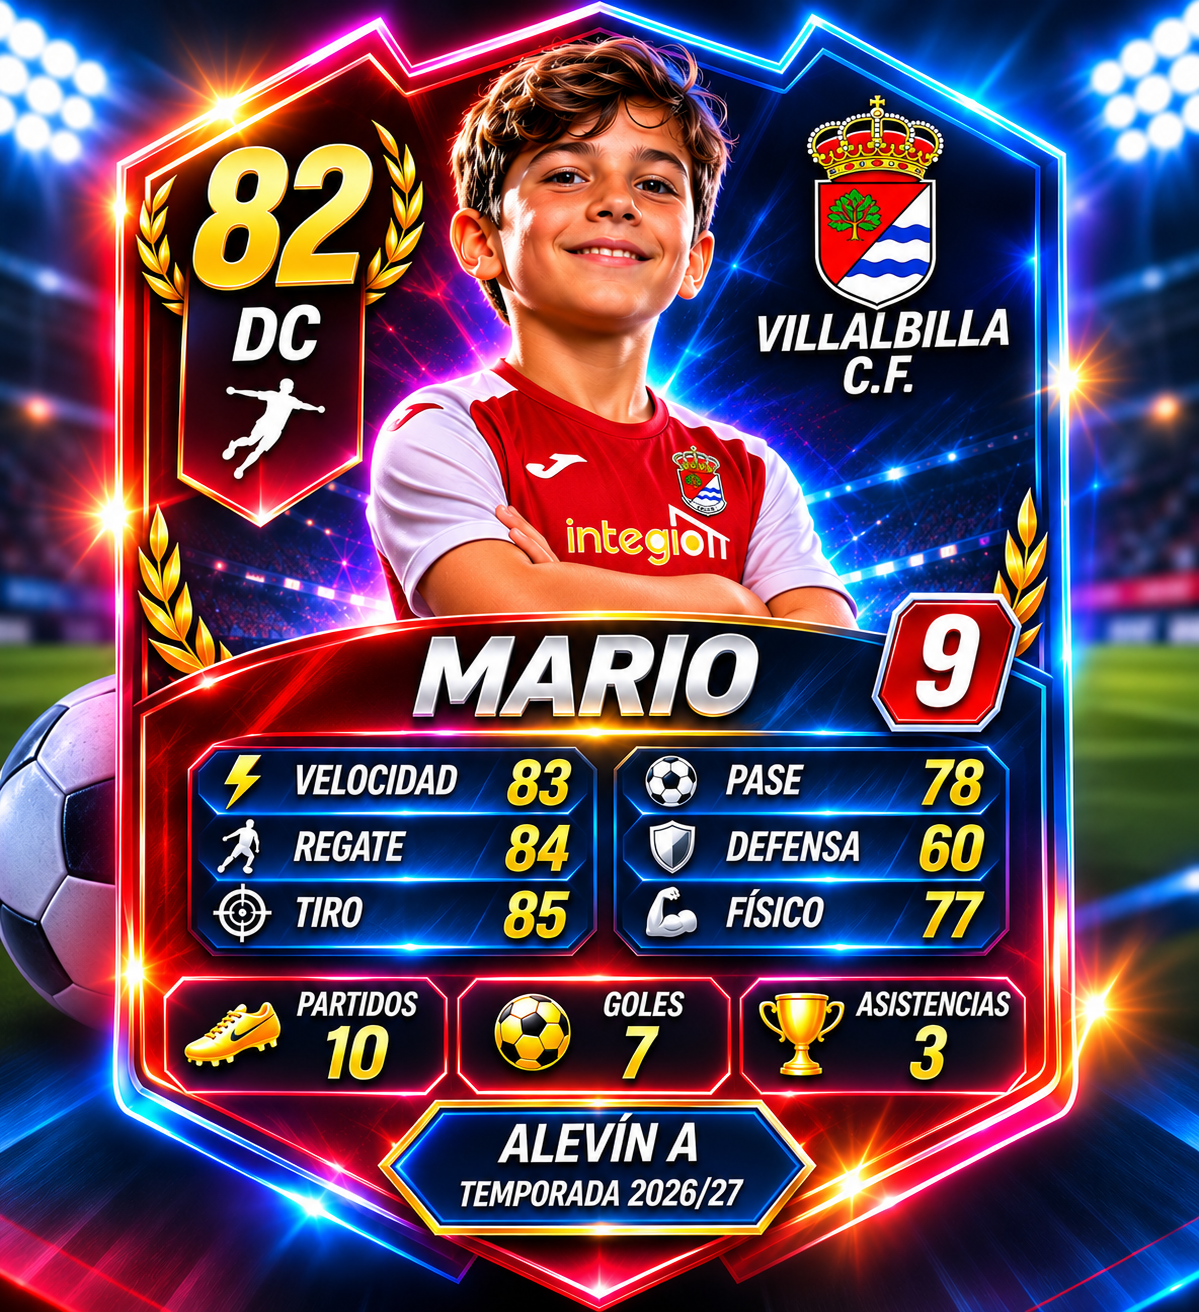 82
DC
VILLALBILLA
C.F.
integion
MARIO
9
VELOCIDAD 83
REGATE 84
TIRO 85
PASE 78
DEFENSA 60
FÍSICO 77
PARTIDOS
10
GOLES
7
ASISTENCIAS
3
ALEVÍN A
TEMPORADA 2026/27